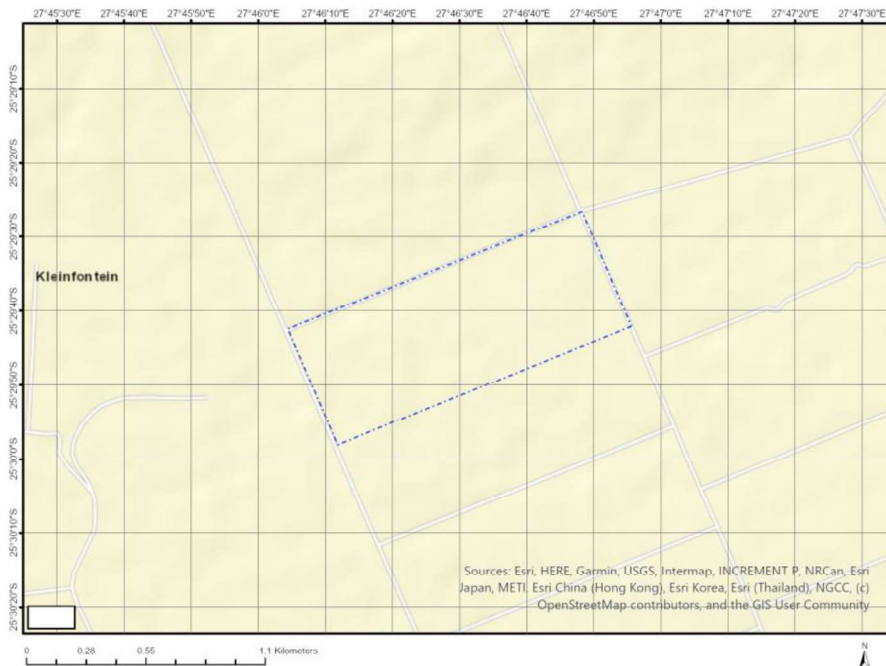 27°45'30"E 27°45'40"E 27°45'50"E 27°46'0"E 27°46'10"E 27°46'20"E 27°46'30"E 27°46'40"E 27°46'50"E 27°47'0"E 27°47'10"E 27°47'20"E 27°47'30"E
25°29'10"S
25°29'20"S
25°29'30"S
Kleinfontein
25°29'40"S
25°29'50"S
25°30'0"S
25°30'10"S
25°30'20"S
Sources: Esri, HERE, Garmin, USGS, Intermap, INCREMENT P, NRCan, Esri
Japan, METI, Esri China (Hong Kong), Esri Korea, Esri (Thailand), NGCC, (c)
OpenStreetMap contributors, and the GIS User Community
0 0.28 0.55 1.1 Kilometers
N